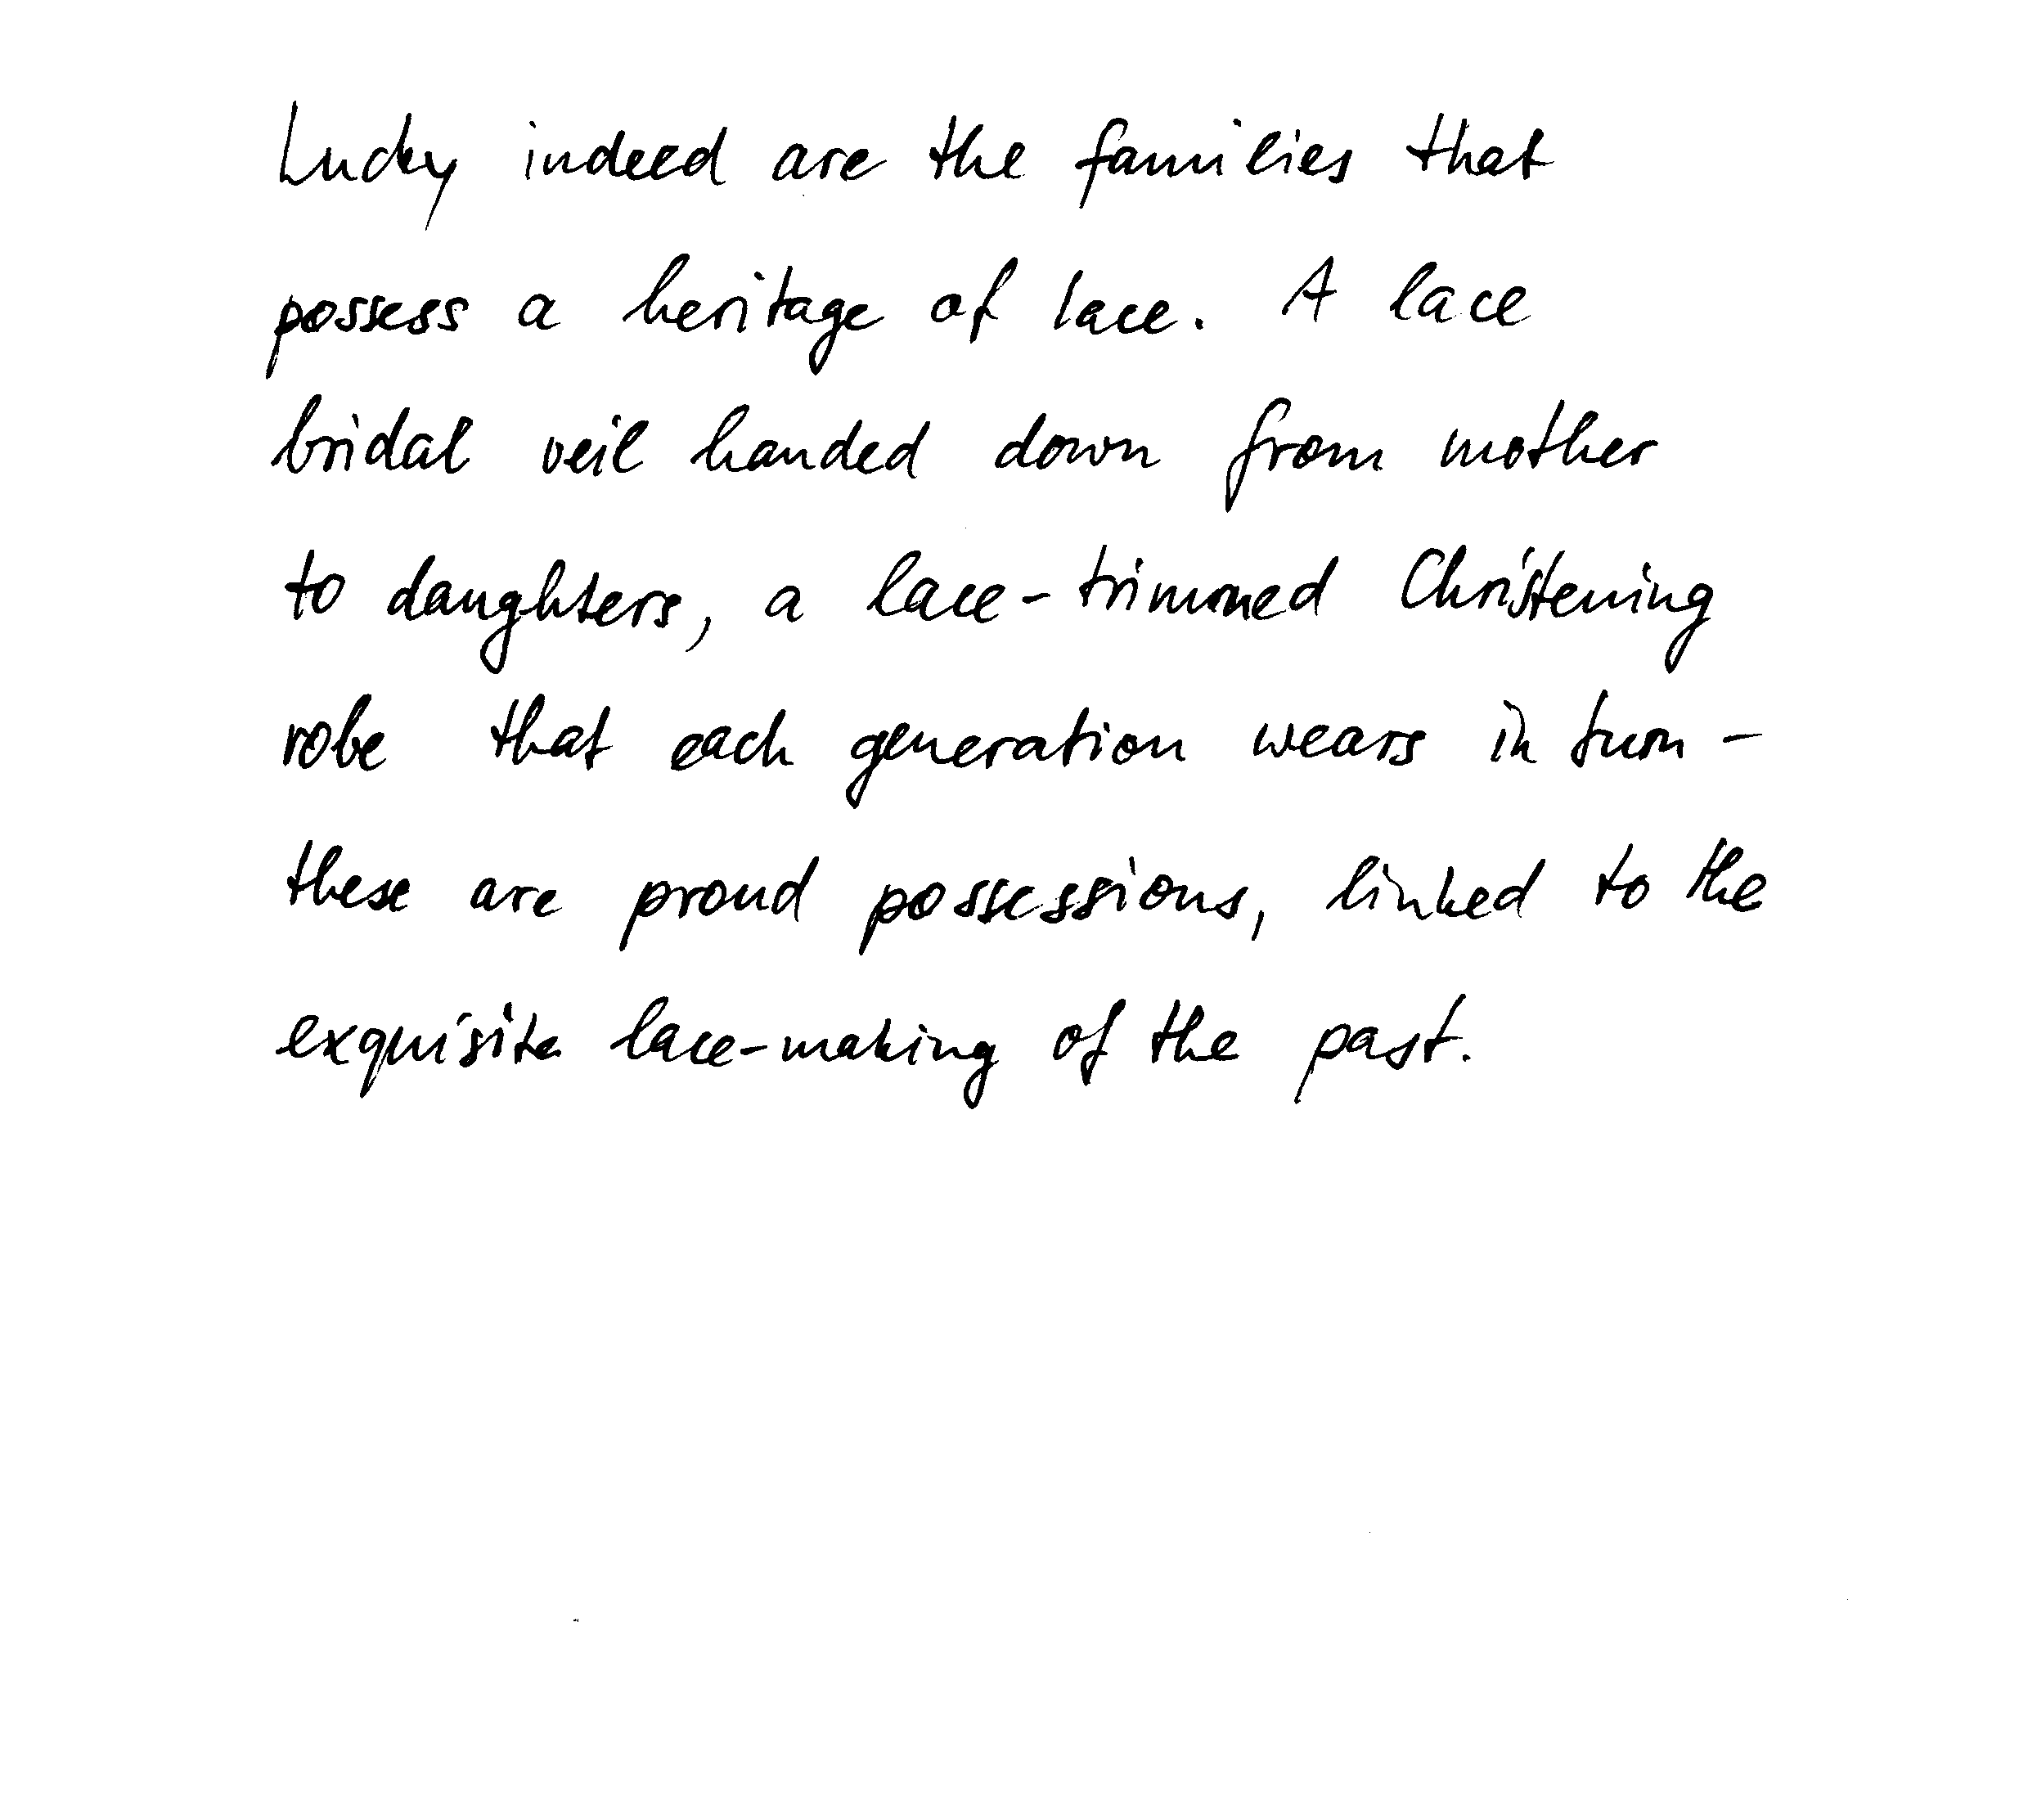 Lucky indeed are the families that
possess a heritage of lace. A lace
bridal veil handed down from mother
to daughters, a lace-trimmed Christening
robe that each generation wears in turn -
these are proud possessions, linked to the
exquisite lace-making of the past.